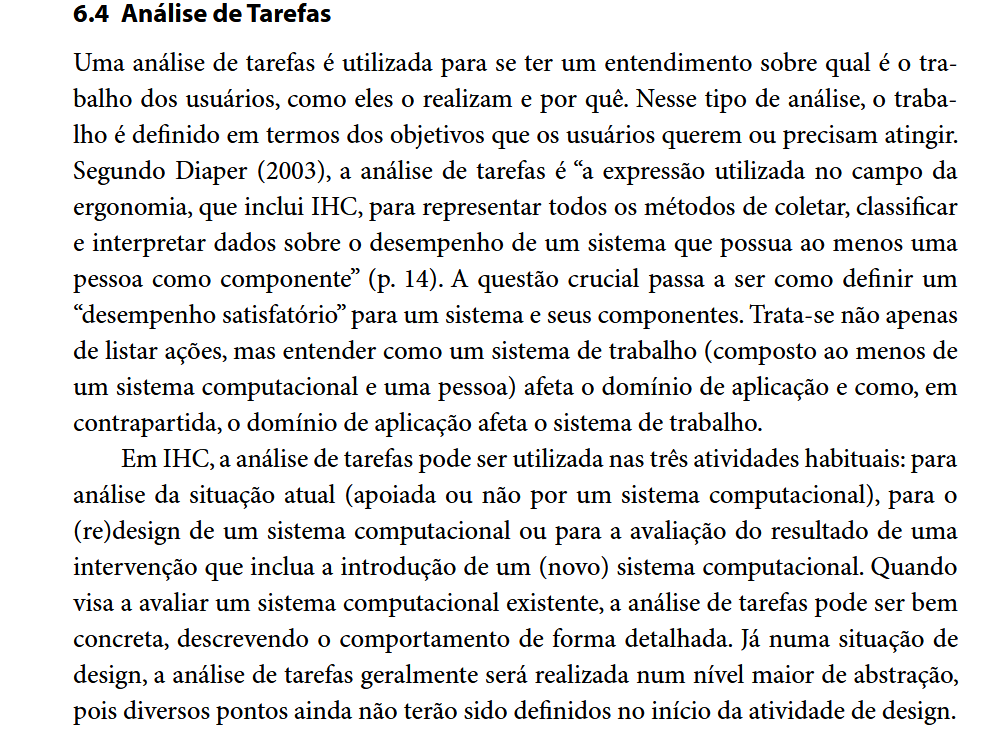 6.4 Análise de Tarefas
Uma análise de tarefas é utilizada para se ter um entendimento sobre qual é o tra-
balho dos usuários, como eles o realizam e por quê. Nesse tipo de análise, o traba-
lho é definido em termos dos objetivos que os usuários querem ou precisam atingir.
Segundo Diaper (2003), a análise de tarefas é “a expressão utilizada no campo da
ergonomia, que inclui IHC, para representar todos os métodos de coletar, classificar
e interpretar dados sobre o desempenho de um sistema que possua ao menos uma
pessoa como componente” (p. 14). A questão crucial passa a ser como definir um
“desempenho satisfatório” para um sistema e seus componentes. Trata-se não apenas
de listar ações, mas entender como um sistema de trabalho (composto ao menos de
um sistema computacional e uma pessoa) afeta o domínio de aplicação e como, em
contrapartida, o domínio de aplicação afeta o sistema de trabalho.
Em IHC, a análise de tarefas pode ser utilizada nas três atividades habituais: para
análise da situação atual (apoiada ou não por um sistema computacional), para o
(re)design de um sistema computacional ou para a avaliação do resultado de uma
intervenção que inclua a introdução de um (novo) sistema computacional. Quando
visa a avaliar um sistema computacional existente, a análise de tarefas pode ser bem
concreta, descrevendo o comportamento de forma detalhada. Já numa situação de
design, a análise de tarefas geralmente será realizada num nível maior de abstração,
pois diversos pontos ainda não terão sido definidos no início da atividade de design.